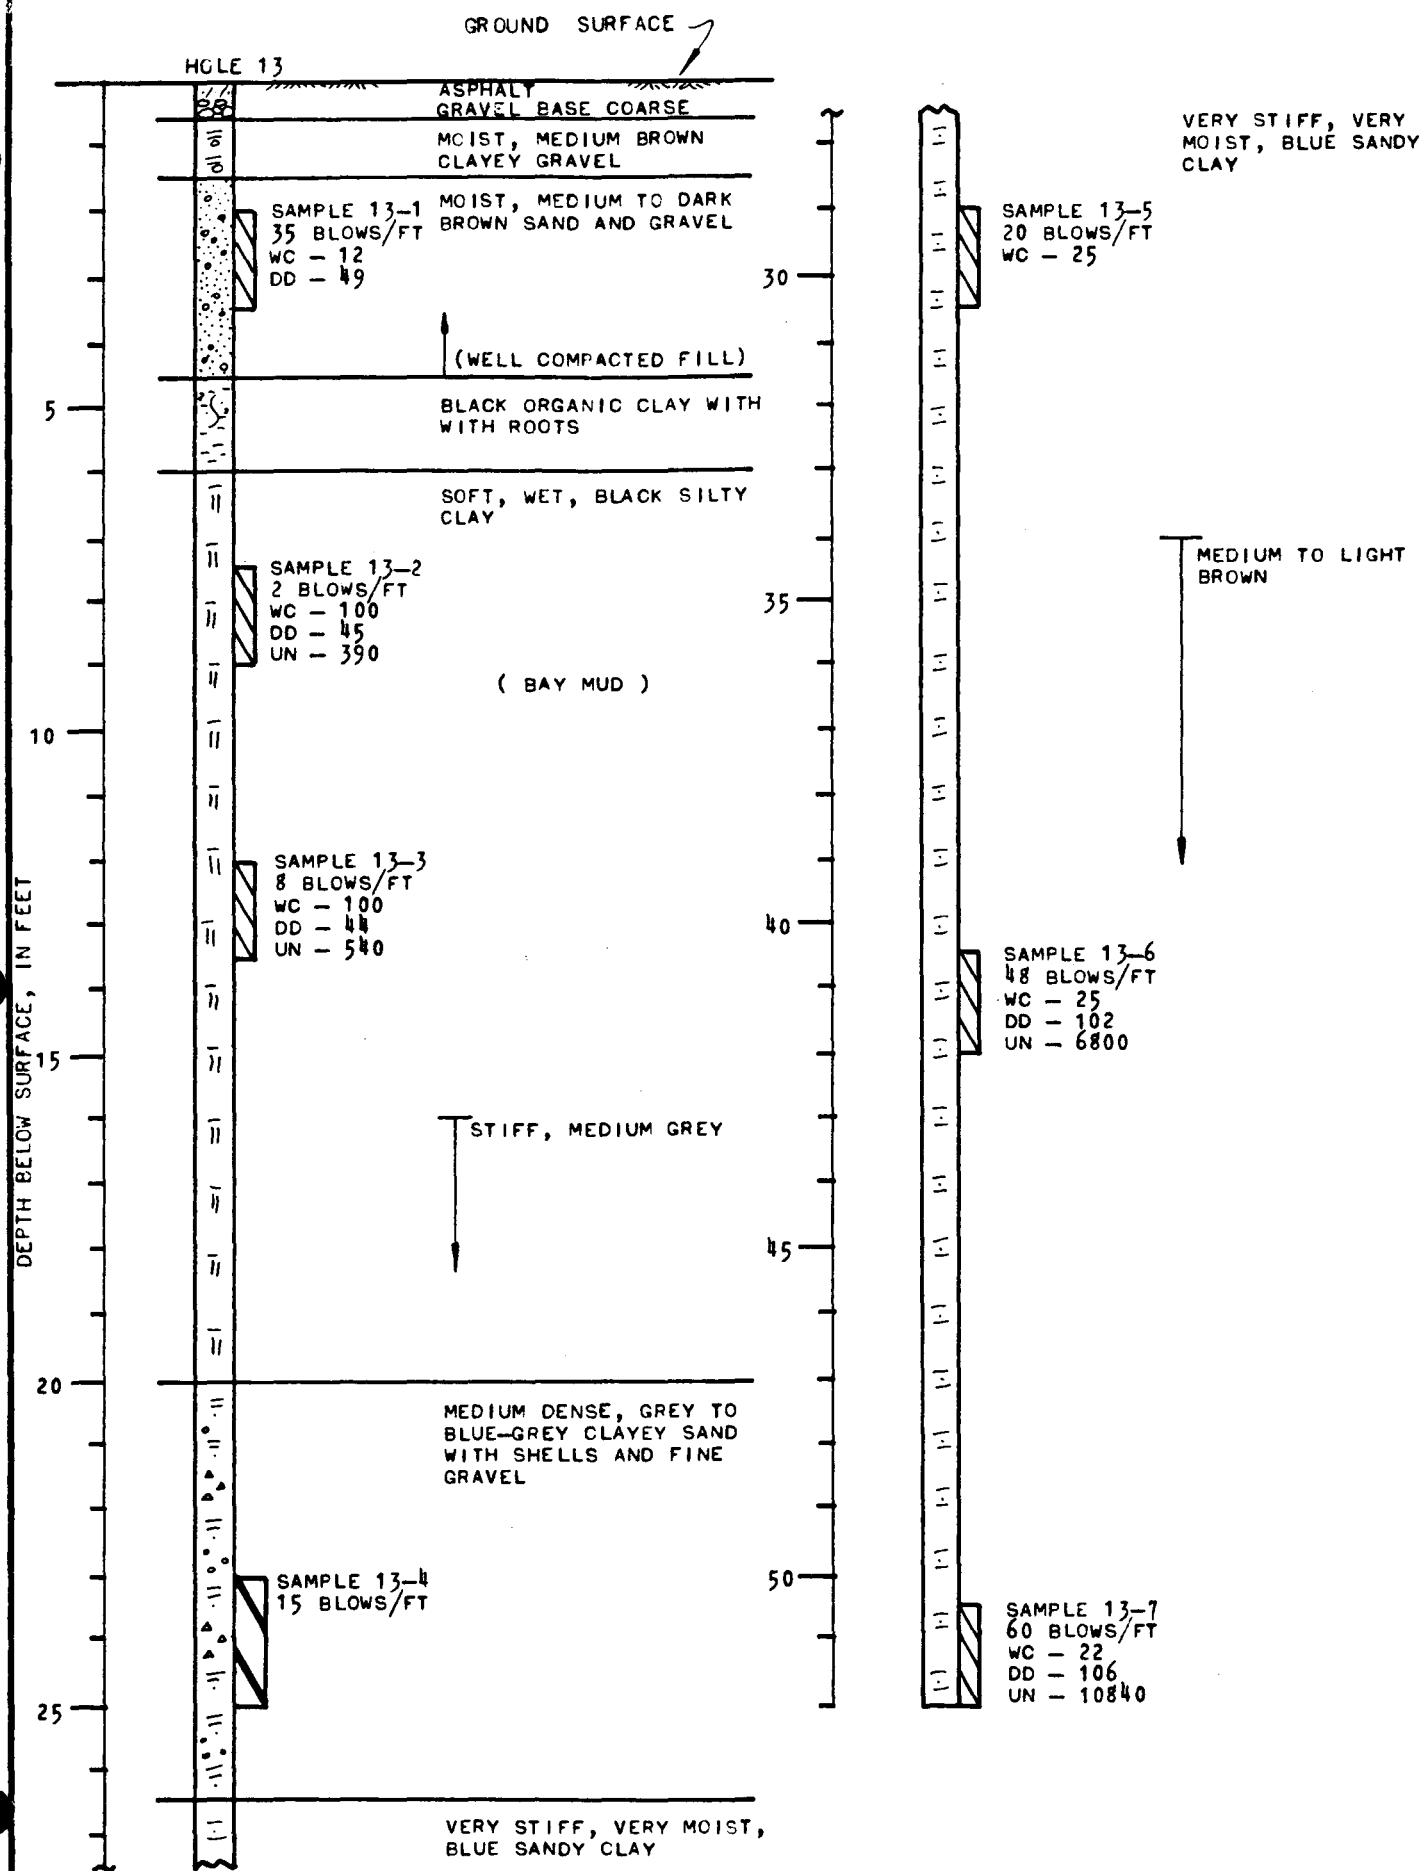 GROUND SURFACE
HOLE 13
ASPHALT
GRAVEL BASE COARSE
MOIST, MEDIUM BROWN
CLAYEY GRAVEL
MOIST, MEDIUM TO DARK
BROWN SAND AND GRAVEL
SAMPLE 13-1
35 BLOWS/FT
WC - 12
DD - 49
(WELL COMPACTED FILL)
5
BLACK ORGANIC CLAY WITH
WITH ROOTS
SOFT, WET, BLACK SILTY
CLAY
SAMPLE 13-2
2 BLOWS/FT
WC - 100
DD - 45
UN - 390
( BAY MUD )
10
SAMPLE 13-3
8 BLOWS/FT
WC - 100
DD - 44
UN - 540
DEPTH BELOW SURFACE, IN FEET
15
STIFF, MEDIUM GREY
20
MEDIUM DENSE, GREY TO
BLUE-GREY CLAYEY SAND
WITH SHELLS AND FINE
GRAVEL
SAMPLE 13-4
15 BLOWS/FT
25
VERY STIFF, VERY MOIST,
BLUE SANDY CLAY
VERY STIFF, VERY
MOIST, BLUE SANDY
CLAY
SAMPLE 13-5
20 BLOWS/FT
WC - 25
30
MEDIUM TO LIGHT
BROWN
35
40
SAMPLE 13-6
48 BLOWS/FT
WC - 25
DD - 102
UN - 6800
45
50
SAMPLE 13-7
60 BLOWS/FT
WC - 22
DD - 106
UN - 10840